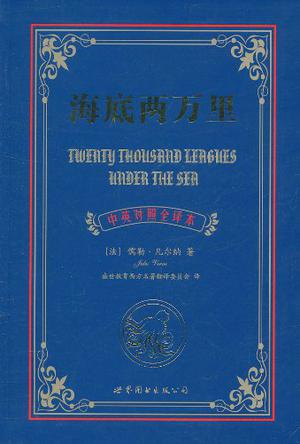 海底两万里
TWENTY THOUSAND LEAGUES
UNDER THE SEA
中英对照全译本
[法] 儒勒·凡尔纳 著
Jules Verne
盛世教育西方名著翻译委员会 译
世界图书出版公司